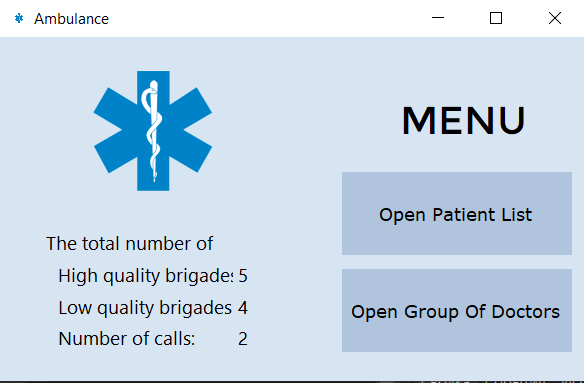 Ambulance
MENU
Open Patient List
The total number of
High quality brigades 5
Low quality brigades 4
Number of calls: 2
Open Group Of Doctors